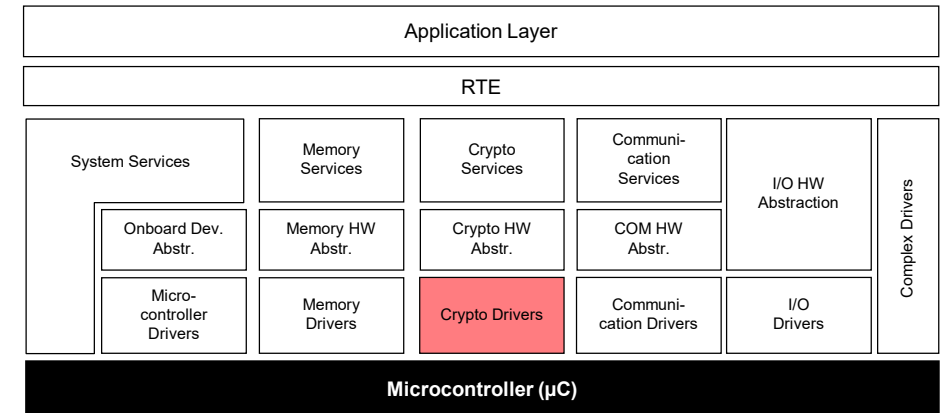 Application Layer
RTE
System Services
Memory
Services
Crypto
Services
Communi-
cation
Services
I/O HW
Abstraction
Complex Drivers
Onboard Dev.
Abstr.
Memory HW
Abstr.
Crypto HW
Abstr.
COM HW
Abstr.
Micro-
controller
Drivers
Memory
Drivers
Crypto Drivers
Communi-
cation Drivers
I/O
Drivers
Microcontroller (µC)